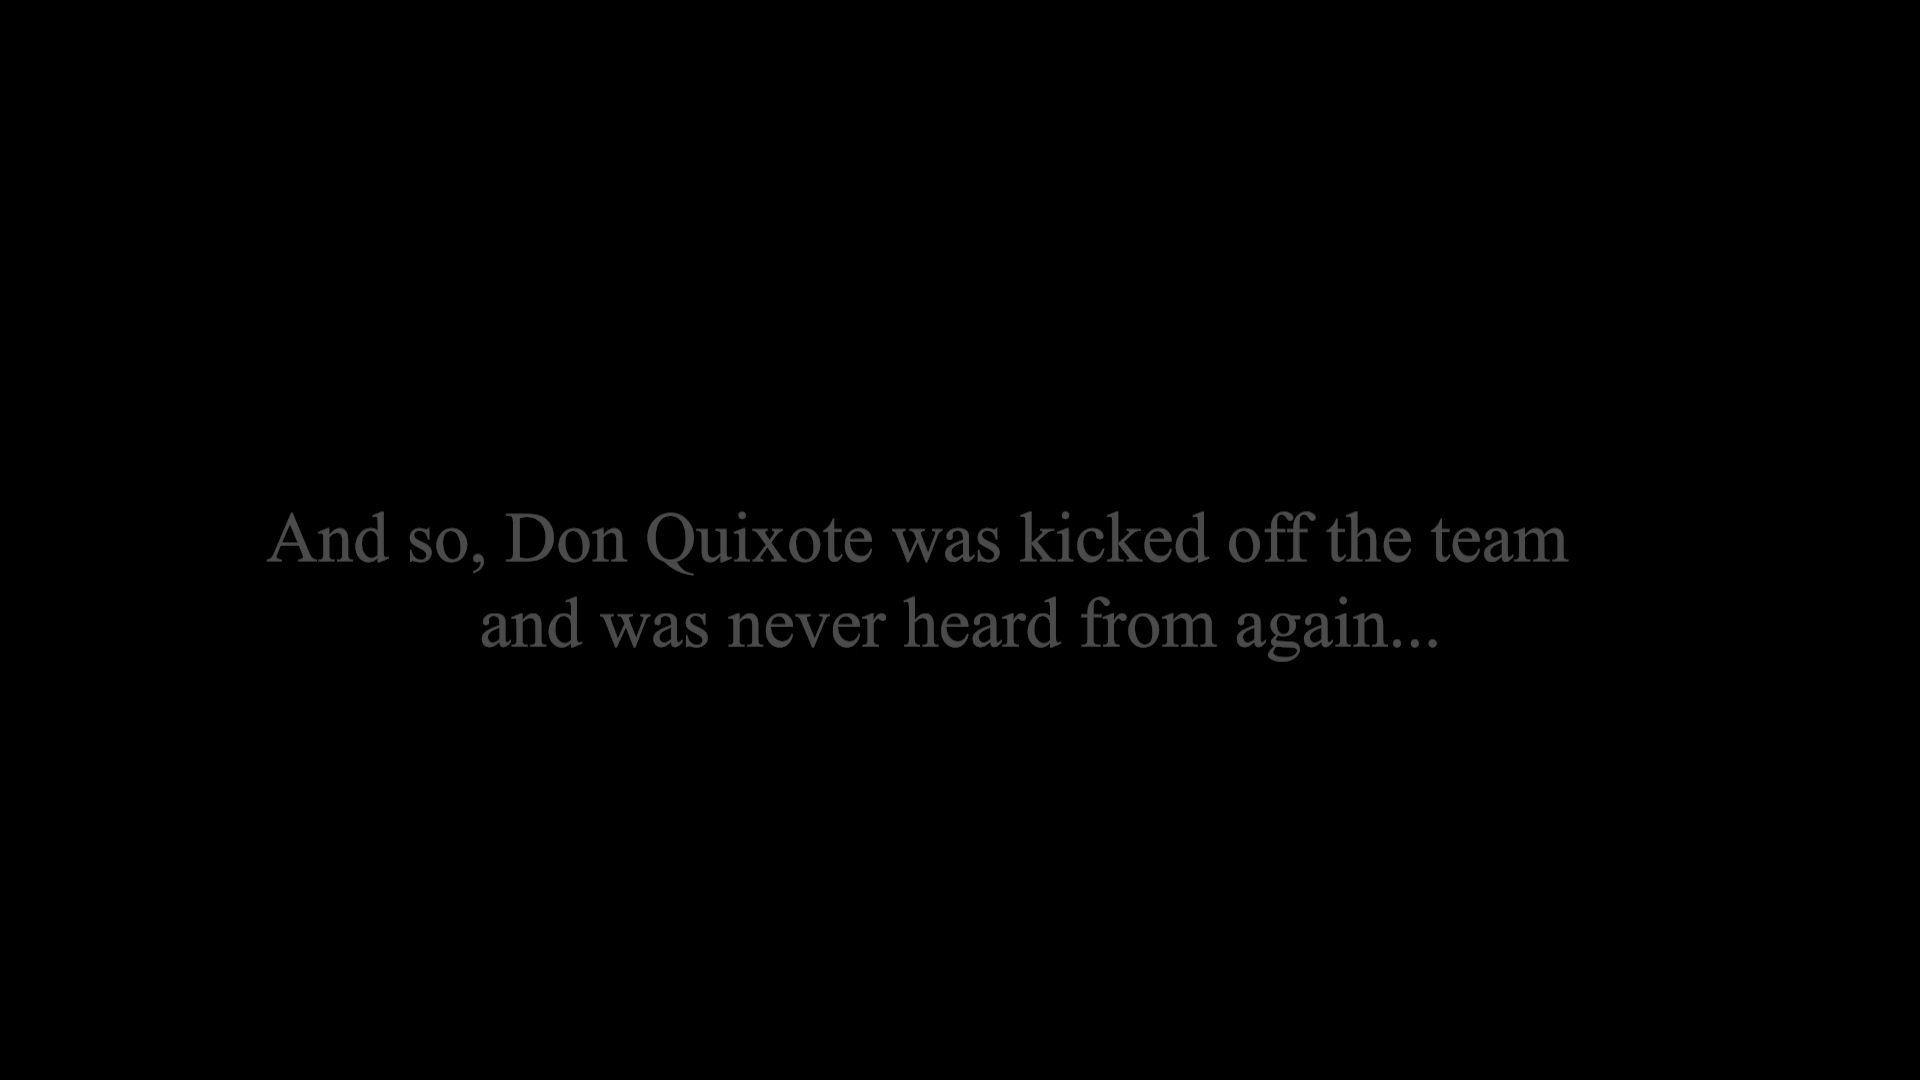 And so, Don Quixote was kicked off the team
and was never heard from again...